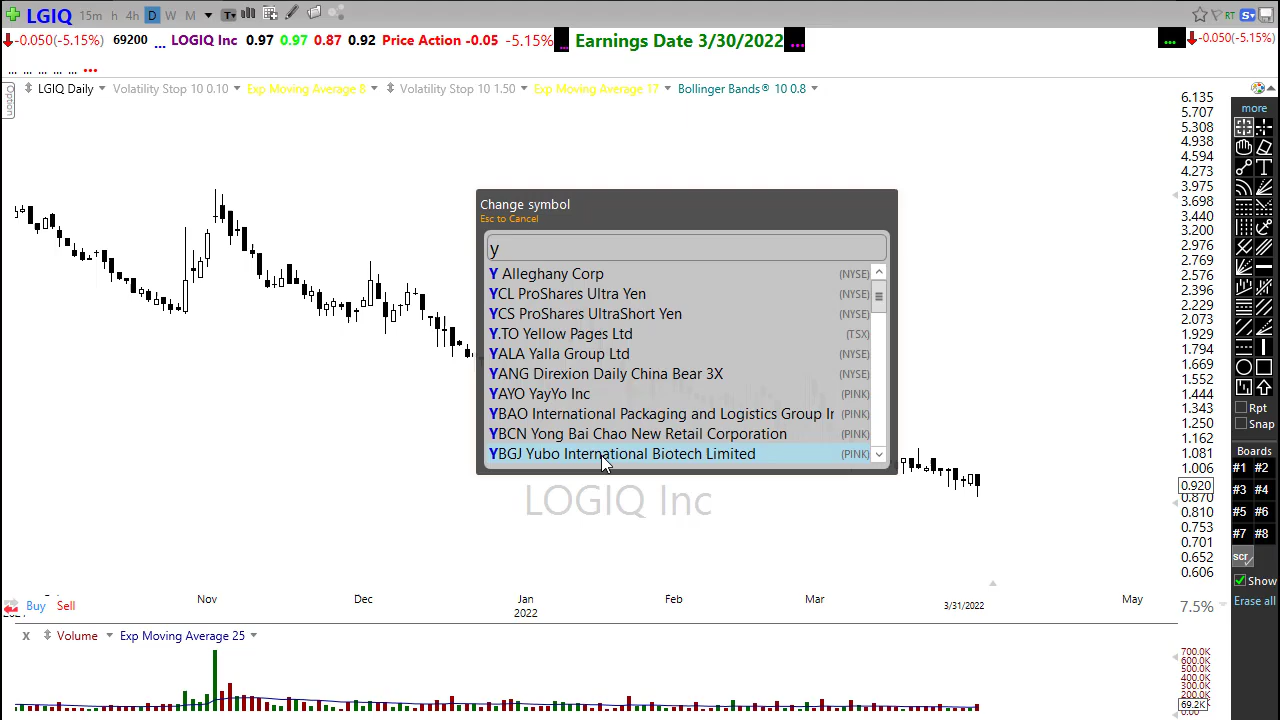 LGIQ 15m h 4h D W M
-0.050 (-5.15%) 69200 ... LOGIQ Inc 0.97 0.97 0.87 0.92 Price Action -0.05 -5.15% ... Earnings Date 3/30/2022 ... ... -0.050 (-5.15%)
RT S
... ... ... ... ...
Option
LGIQ Daily Volatility Stop 10 0.10 Exp Moving Average 8 Volatility Stop 10 1.50 Exp Moving Average 17 Bollinger Bands® 10 0.8
Change symbol
Esc to Cancel
y
Y Alleghany Corp (NYSE)
YCL ProShares Ultra Yen (NYSE)
YCS ProShares UltraShort Yen (NYSE)
Y.TO Yellow Pages Ltd (TSX)
YALA Yalla Group Ltd (NYSE)
YANG Direxion Daily China Bear 3X (NYSE)
YAYO YayYo Inc (PINK)
YBAO International Packaging and Logistics Group Ir (PINK)
YBCN Yong Bai Chao New Retail Corporation (PINK)
YBGJ Yubo International Biotech Limited (PINK)
LOGIQ Inc
6.135
5.707
5.308
4.938
4.594
4.273
3.975
3.698
3.440
3.200
2.976
2.769
2.576
2.396
2.229
2.073
1.929
1.794
1.669
1.552
1.444
1.343
1.250
1.162
1.081
1.006
0.920
0.870
0.810
0.753
0.701
0.652
0.606
more
T
Rpt
Snap
Boards
#1 #2
#3 #4
#5 #6
#7 #8
scr
Show
Erase all
Nov Dec Jan Feb Mar 3/31/2022 May
2022
Buy Sell 7.5%
x Volume Exp Moving Average 25
700.0K
600.0K
500.0K
400.0K
300.0K
200.0K
69.2K
0.00